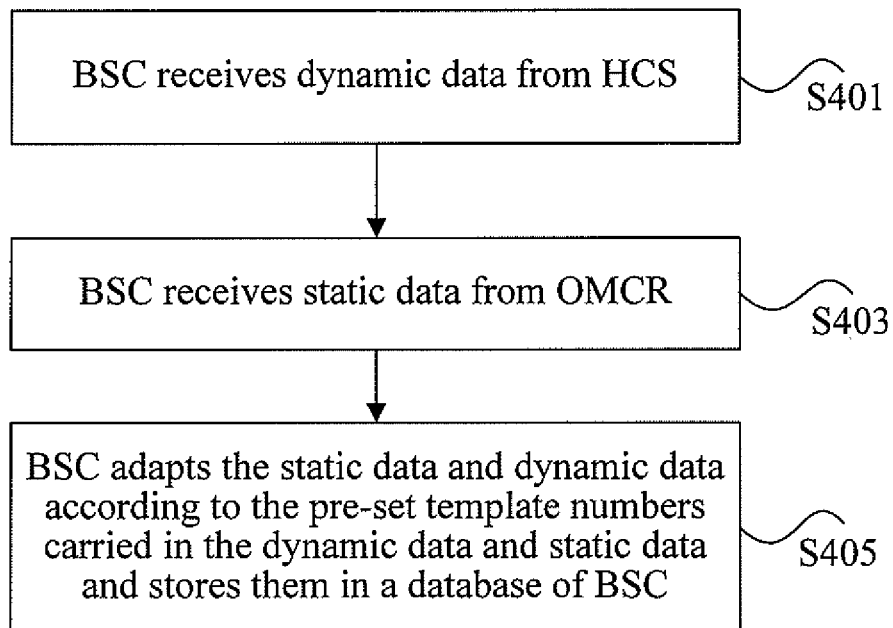 BSC receives dynamic data from HCS
S401
BSC receives static data from OMCR
S403
BSC adapts the static data and dynamic data
according to the pre-set template numbers
carried in the dynamic data and static data
and stores them in a database of BSC
S405